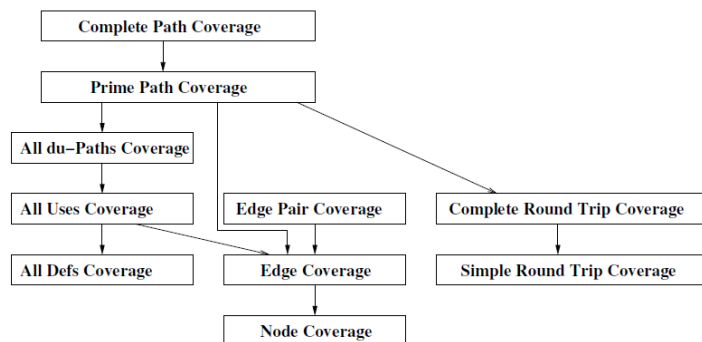 Complete Path Coverage
Prime Path Coverage
All du−Paths Coverage
All Uses Coverage
Edge Pair Coverage
Complete Round Trip Coverage
All Defs Coverage
Edge Coverage
Simple Round Trip Coverage
Node Coverage